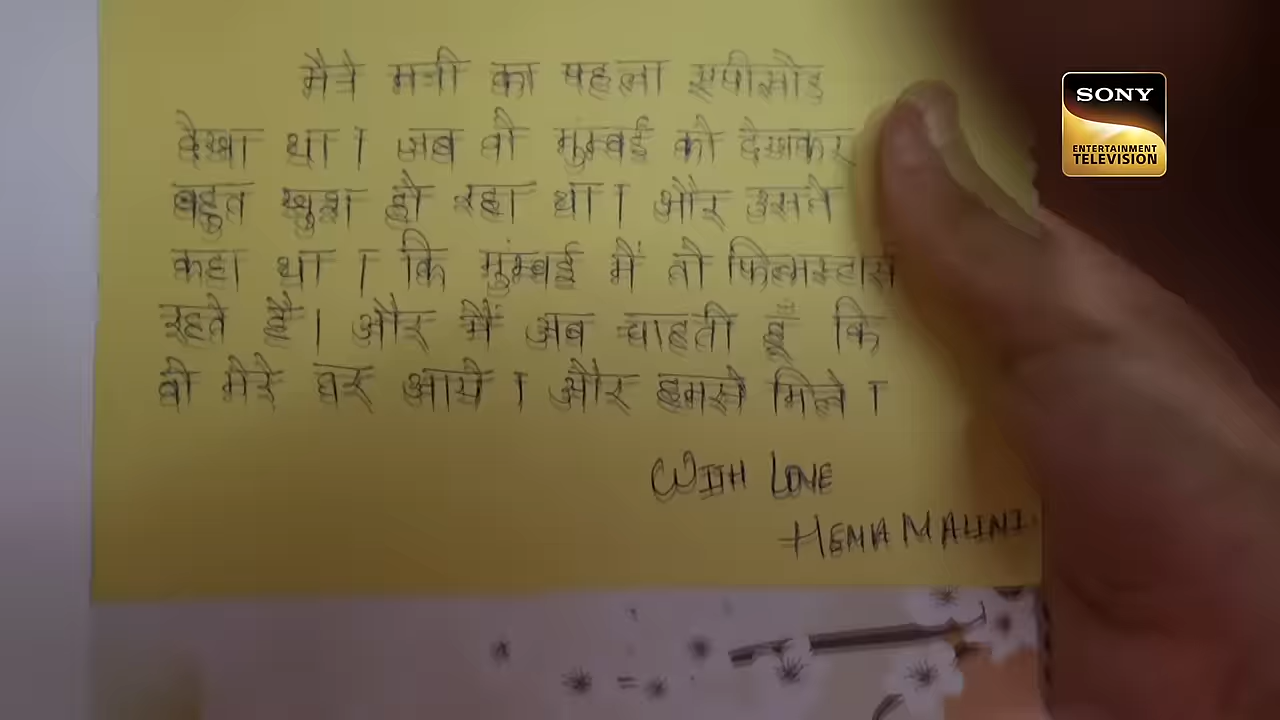 मैने मनी का पहला एपीसोड
देखा था। जब वो मुम्बई को देखकर
बहुत खुश हो रहा था। और उसने
कहा था। कि मुंम्बई में तो फिल्मस्टार्स
रहते हैं। और मैं अब चाहती हूं कि
वो मेरे घर आये। और हमसे मिले।
WITH LOVE
HEMA MALINI
SONY
ENTERTAINMENT
TELEVISION